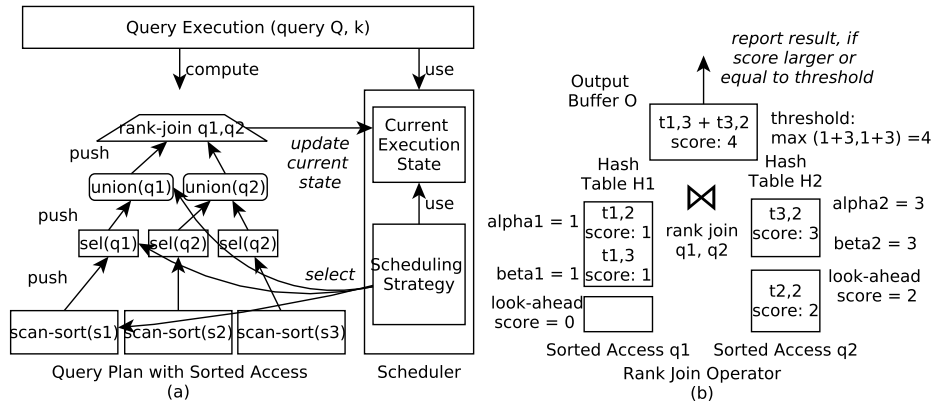 Query Execution (query Q, k)
compute
use
rank-join q1,q2
push
update
current
state
Current
Execution
State
union(q1)
union(q2)
use
push
sel(q1)
sel(q2)
sel(q2)
push
select
Scheduling
Strategy
scan-sort(s1)
scan-sort(s2)
scan-sort(s3)
Query Plan with Sorted Access
(a)
Scheduler
report result, if
score larger or
equal to threshold
Output
Buffer O
t1,3 + t3,2
score: 4
threshold:
max (1+3,1+3) =4
Hash
Table H1
Hash
Table H2
alpha1 = 1
t1,2
score: 1
t1,3
score: 1
beta1 = 1
look-ahead
score = 0
rank join
q1, q2
t3,2
score: 3
alpha2 = 3
beta2 = 3
t2,2
score: 2
look-ahead
score = 2
Sorted Access q1
Sorted Access q2
Rank Join Operator
(b)